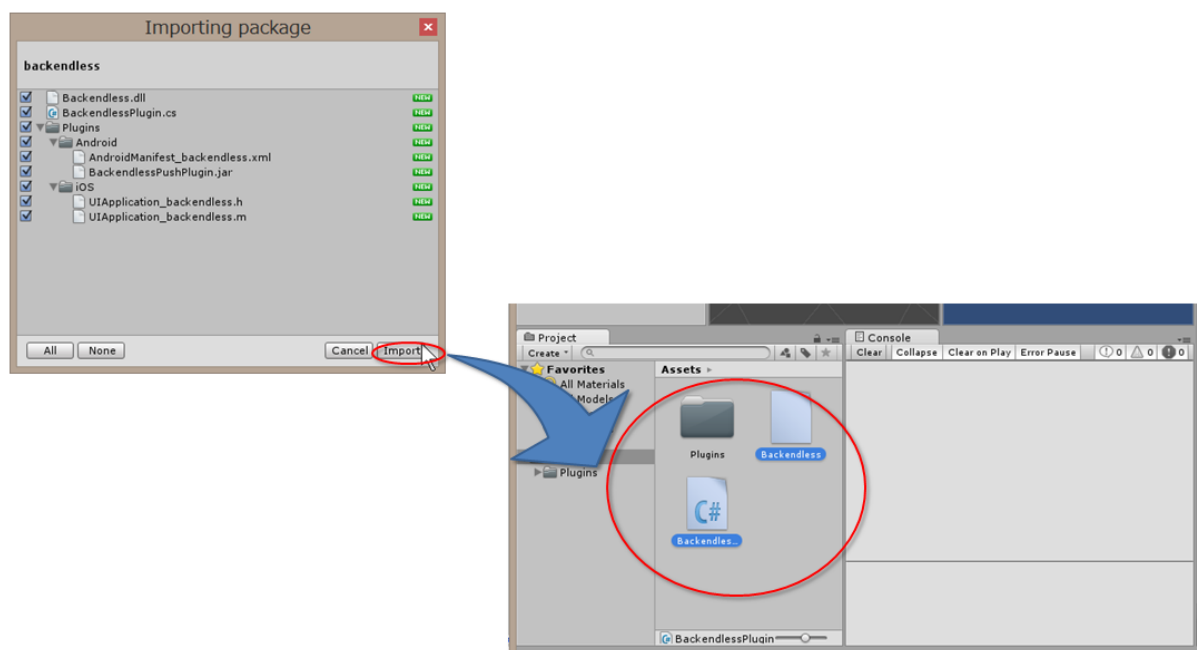 Importing package
backendless
Backendless.dll NEW
BackendlessPlugin.cs NEW
Plugins NEW
Android NEW
AndroidManifest_backendless.xml NEW
BackendlessPushPlugin.jar NEW
iOS NEW
UIApplication_backendless.h NEW
UIApplication_backendless.m NEW
All None Cancel Import
Project
Create
Favorites
All Materials
Models
Plugins
Assets
Plugins
Backendless
C#
Backendles...
BackendlessPlugin
Console
Clear Collapse Clear on Play Error Pause 0 0 0